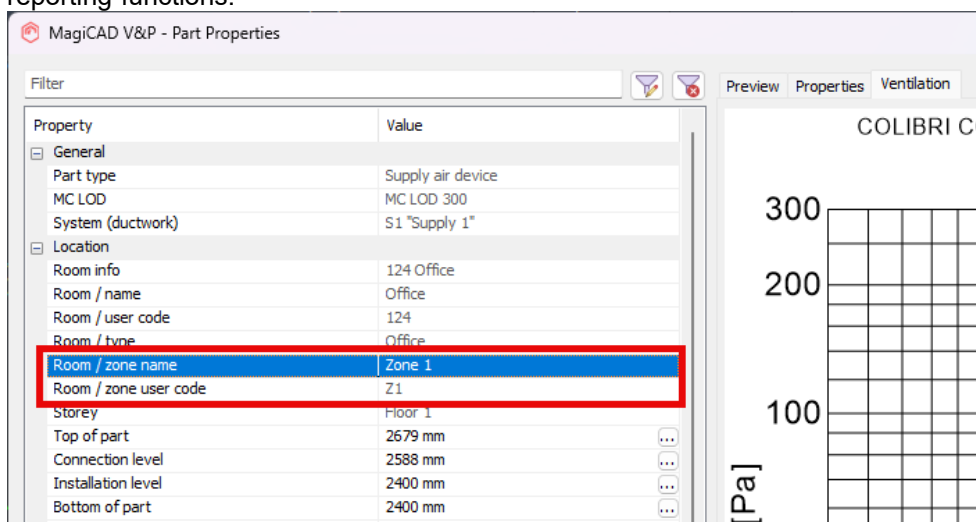 reporting functions.
MagiCAD V&P - Part Properties
Filter
Preview Properties Ventilation
Property Value
COLIBRI C
General
Part type Supply air device
MC LOD MC LOD 300
System (ductwork) S1 "Supply 1"
Location
Room info 124 Office
Room / name Office
Room / user code 124
Room / type Office
Room / zone name Zone 1
Room / zone user code Z1
Storey Floor 1
Top of part 2679 mm ...
Connection level 2588 mm ...
Installation level 2400 mm ...
Bottom of part 2400 mm ...
300
200
100
[Pa]